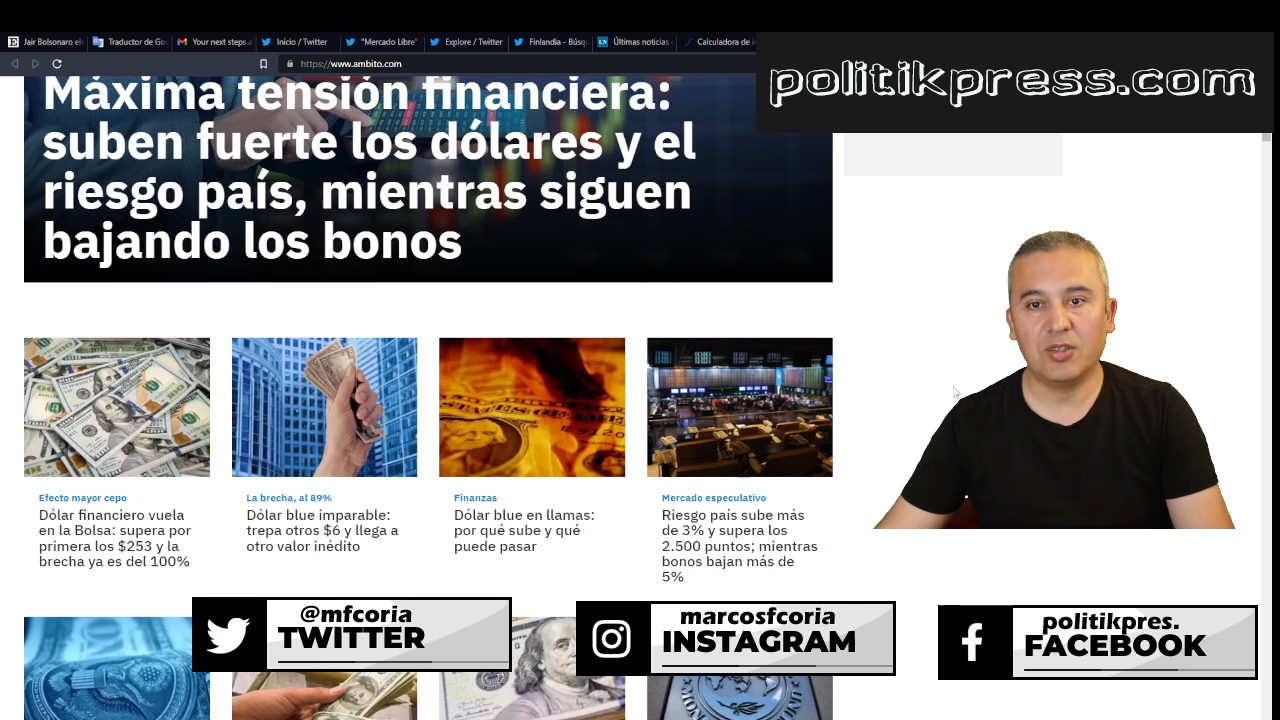 Jair Bolsonaro el
Traductor de Go
Your next steps
Inicio / Twitter
"Mercado Libre"
Explore / Twitter
Finlandia - Búsq
LN
Últimas noticias
Calculadora de i
https://www.ambito.com
politikpress.com
Máxima tensión financiera:
suben fuerte los dólares y el
riesgo país, mientras siguen
bajando los bonos
Efecto mayor cepo
Dólar financiero vuela
en la Bolsa: supera por
primera los $253 y la
brecha ya es del 100%
La brecha, al 89%
Dólar blue imparable:
trepa otros $6 y llega a
otro valor inédito
Finanzas
Dólar blue en llamas:
por qué sube y qué
puede pasar
Mercado especulativo
Riesgo país sube más
de 3% y supera los
2.500 puntos; mientras
bonos bajan más de
5%
@mfcoria
TWITTER
marcosfcoria
INSTAGRAM
politikpres.
FACEBOOK